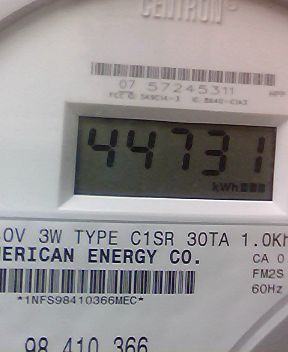 CENTRON®
07 57245311
44731
kWh
.0V 3W TYPE C1SR 30TA 1.0Kh
MERICAN ENERGY CO.
CA 0
FM2S
60Hz
*1NFS98410366MEC*
98 410 366